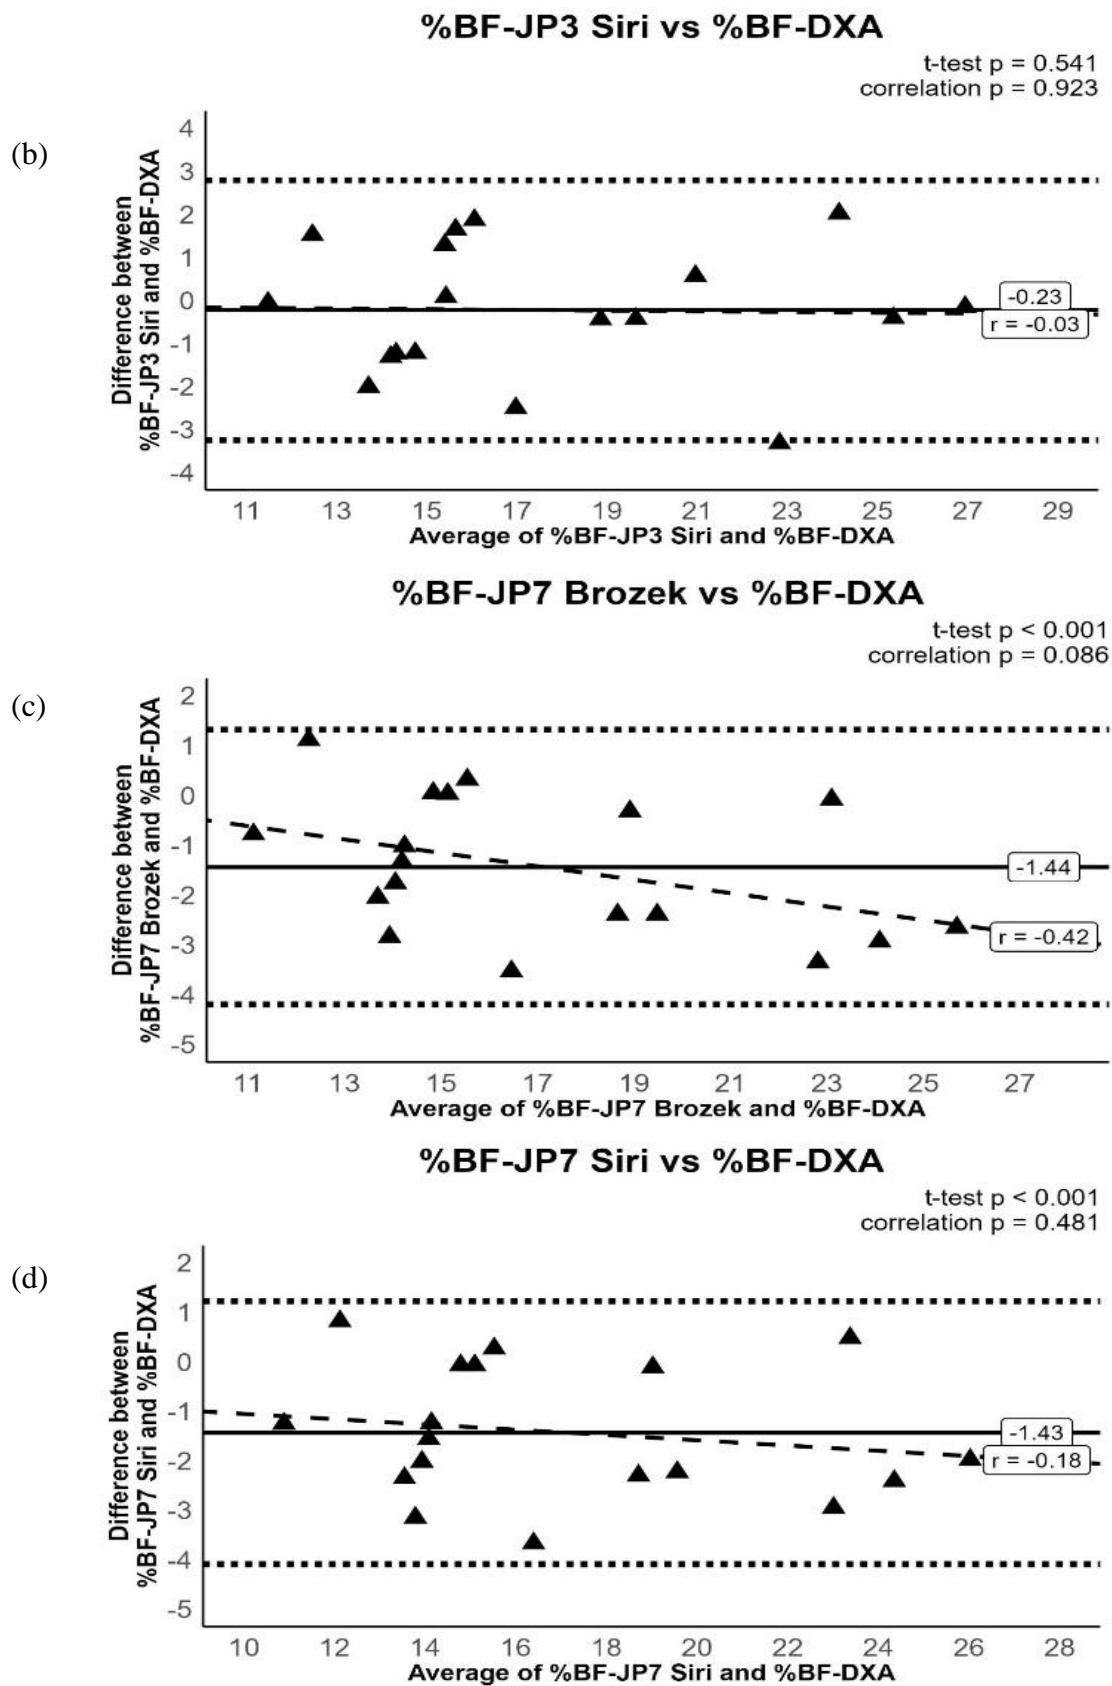 %BF-JP3 Siri vs %BF-DXA
t-test p = 0.541
correlation p = 0.923
(b)
Difference between
%BF-JP3 Siri and %BF-DXA
4
3
2
1
0
-1
-2
-3
-4
-0.23
r = -0.03
11 13 15 17 19 21 23 25 27 29
Average of %BF-JP3 Siri and %BF-DXA
%BF-JP7 Brozek vs %BF-DXA
t-test p < 0.001
correlation p = 0.086
(c)
Difference between
%BF-JP7 Brozek and %BF-DXA
2
1
0
-1
-2
-3
-4
-5
-1.44
r = -0.42
11 13 15 17 19 21 23 25 27
Average of %BF-JP7 Brozek and %BF-DXA
%BF-JP7 Siri vs %BF-DXA
t-test p < 0.001
correlation p = 0.481
(d)
Difference between
%BF-JP7 Siri and %BF-DXA
2
1
0
-1
-2
-3
-4
-5
-1.43
r = -0.18
10 12 14 16 18 20 22 24 26 28
Average of %BF-JP7 Siri and %BF-DXA